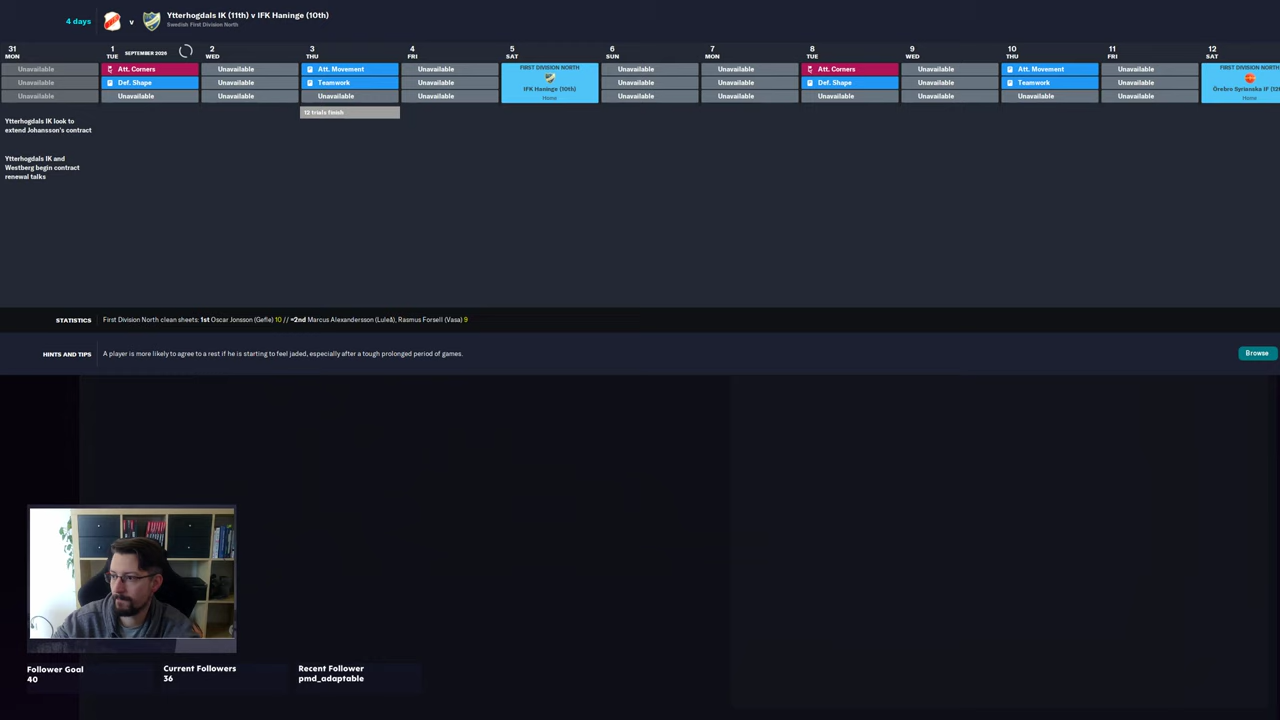 4 days
v
Ytterhogdals IK (11th) v IFK Haninge (10th)
Swedish First Division North
31
MON
1
TUE
SEPTEMBER 2026
2
WED
3
THU
4
FRI
5
SAT
6
SUN
7
MON
8
TUE
9
WED
10
THU
11
FRI
12
SAT
Unavailable
Att. Corners
Unavailable
Att. Movement
Unavailable
FIRST DIVISION NORTH
Unavailable
Unavailable
Att. Corners
Unavailable
Att. Movement
Unavailable
FIRST DIVISION NORTH
Unavailable
Def. Shape
Unavailable
Teamwork
Unavailable
IFK Haninge (10th)
Unavailable
Unavailable
Def. Shape
Unavailable
Teamwork
Unavailable
Örebro Syrianska IF (12t
Unavailable
Unavailable
Unavailable
Unavailable
Unavailable
Home
Unavailable
Unavailable
Unavailable
Unavailable
Unavailable
Unavailable
Home
12 trials finish
Ytterhogdals IK look to
extend Johansson's contract
Ytterhogdals IK and
Westberg begin contract
renewal talks
STATISTICS
First Division North clean sheets: 1st Oscar Jonsson (Gefle) 10 // =2nd Marcus Alexandersson (Luleå), Rasmus Forsell (Vasa) 9
HINTS AND TIPS
A player is more likely to agree to a rest if he is starting to feel jaded, especially after a tough prolonged period of games.
Browse
Follower Goal
40
Current Followers
36
Recent Follower
pmd_adaptable